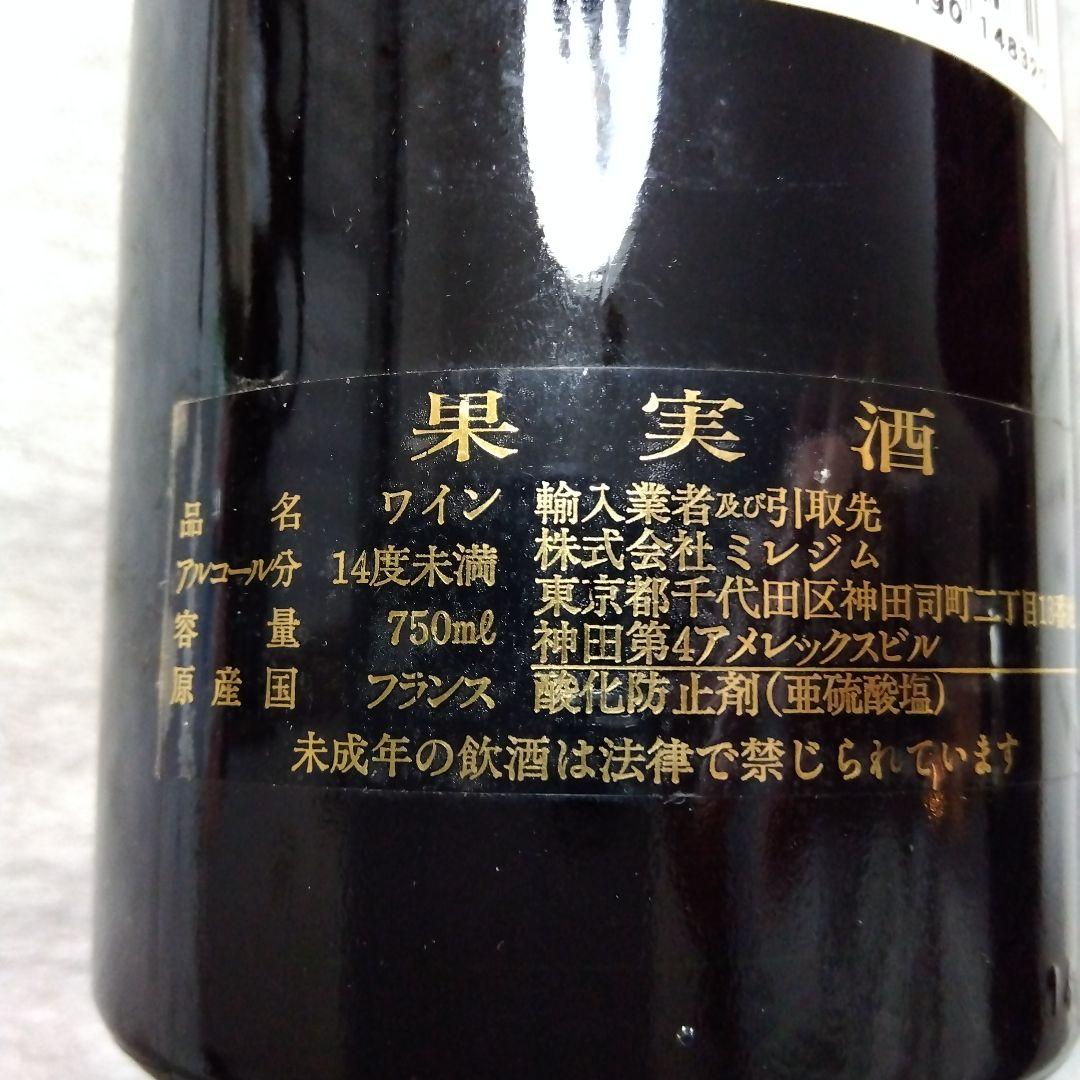 果実酒
品名 ワイン
アルコール分 14度未満
容量 750ml
原産国 フランス
輸入業者及び引取先
株式会社ミレジム
東京都千代田区神田司町二丁目
神田第4アメレックスビル
酸化防止剤(亜硫酸塩)
未成年の飲酒は法律で禁じられています